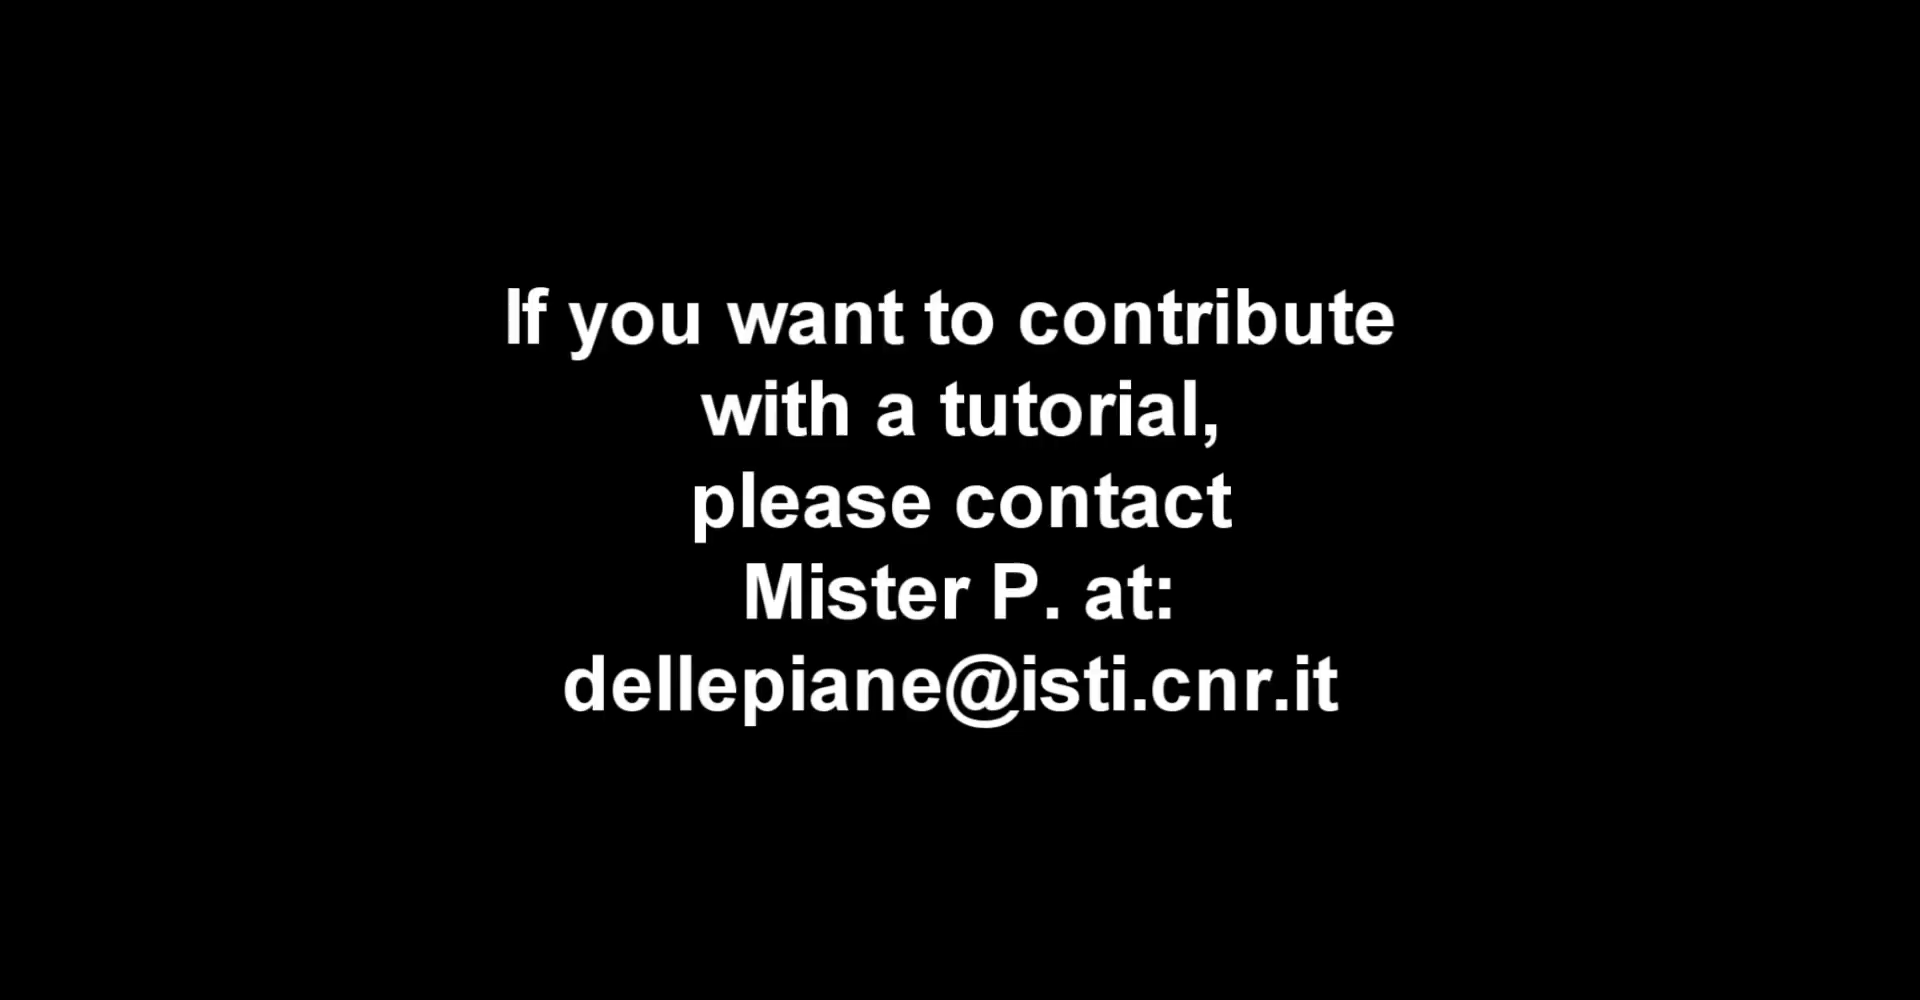 If you want to contribute
with a tutorial,
please contact
Mister P. at:
dellepiane@isti.cnr.it